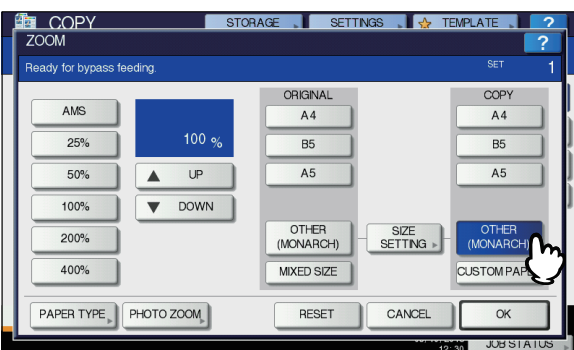 COPY
STORAGE SETTINGS TEMPLATE ?
ZOOM ?
Ready for bypass feeding. SET 1
ORIGINAL COPY
AMS A4 A4
25% 100 % B5 B5
50% UP A5 A5
100% DOWN
200% OTHER (MONARCH) SIZE SETTING OTHER (MONARCH)
400% MIXED SIZE
PAPER TYPE PHOTO ZOOM RESET CANCEL OK
12:30 JOB STATUS